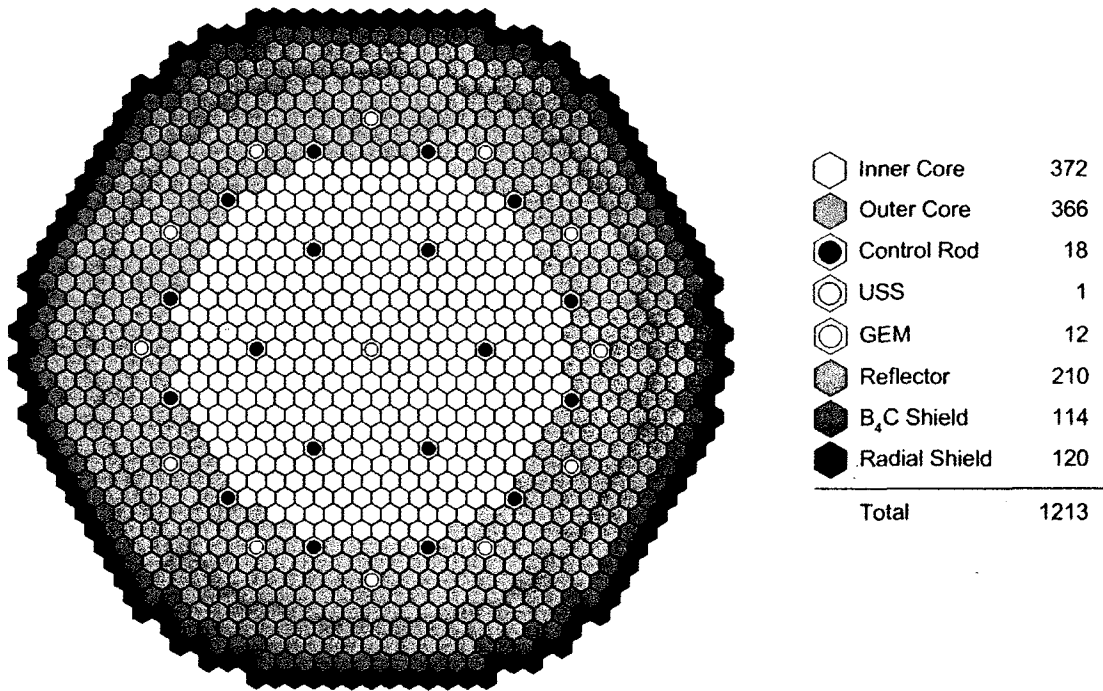 Inner Core 372
Outer Core 366
Control Rod 18
USS 1
GEM 12
Reflector 210
B₄C Shield 114
Radial Shield 120
Total 1213